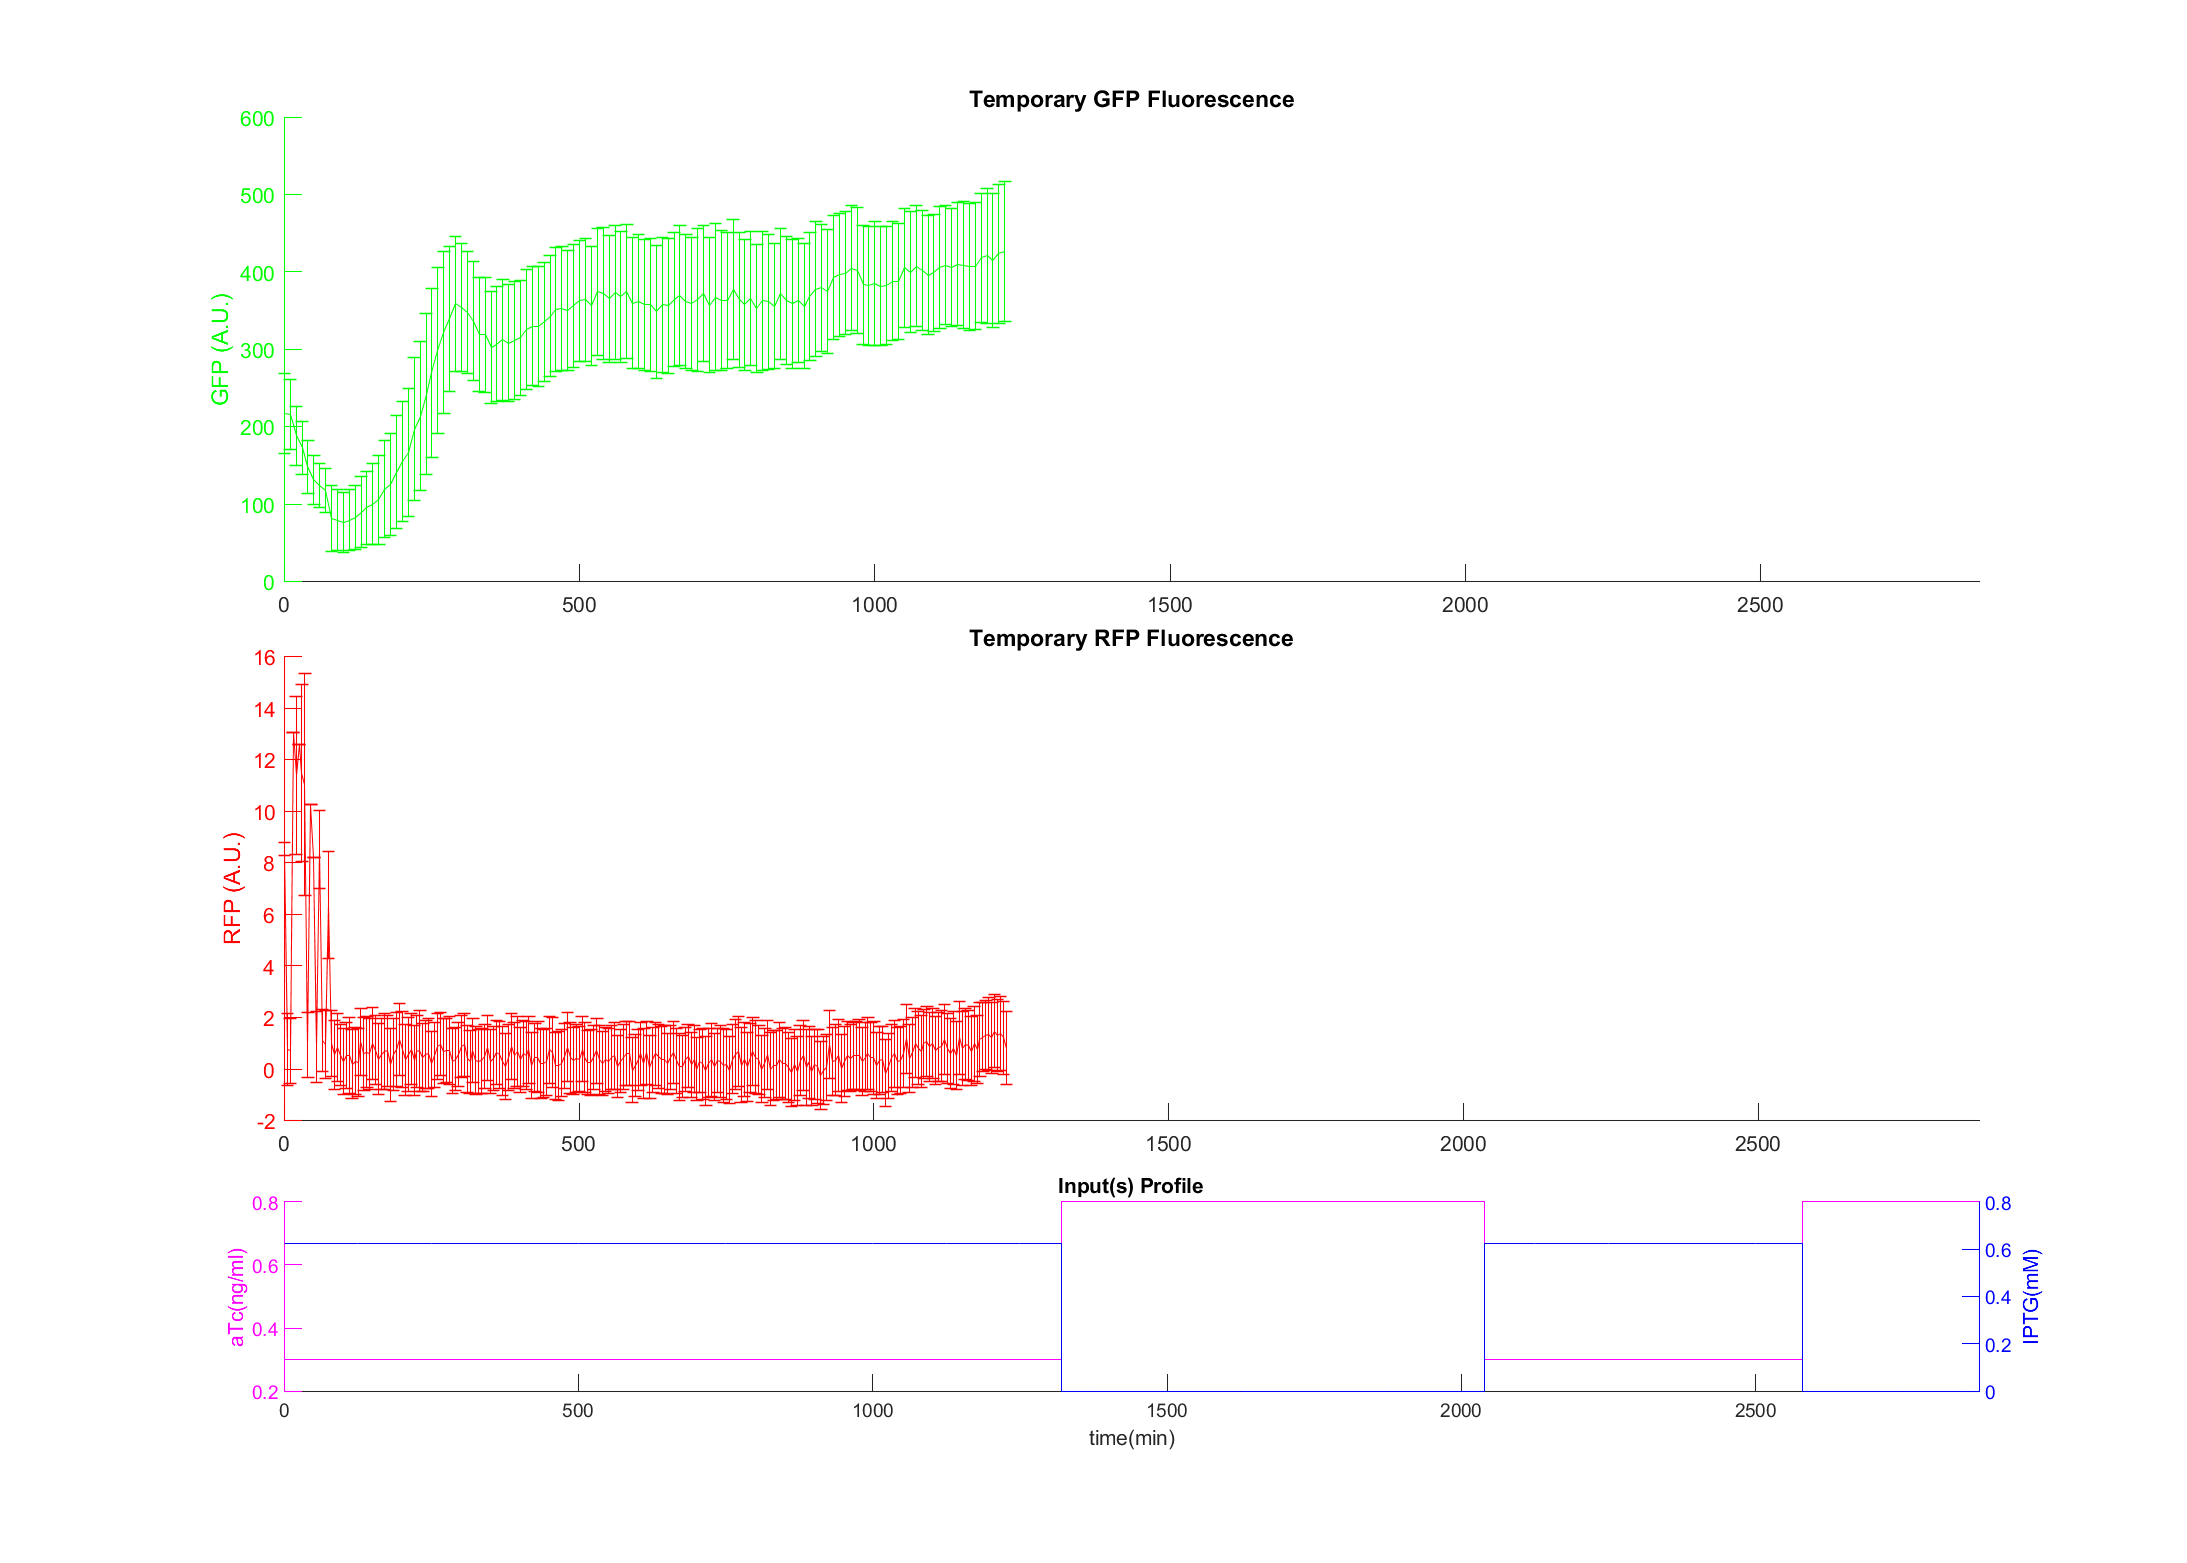 Temporary GFP Fluorescence
600
500
400
300
200
100
0
GFP (A.U.)
0 500 1000 1500 2000 2500
Temporary RFP Fluorescence
16
14
12
10
8
6
4
2
0
-2
RFP (A.U.)
0 500 1000 1500 2000 2500
Input(s) Profile
0.8
0.6
0.4
0.2
aTc(ng/ml)
0.8
0.6
0.4
0.2
0
IPTG(mM)
0 500 1000 1500 2000 2500
time(min)